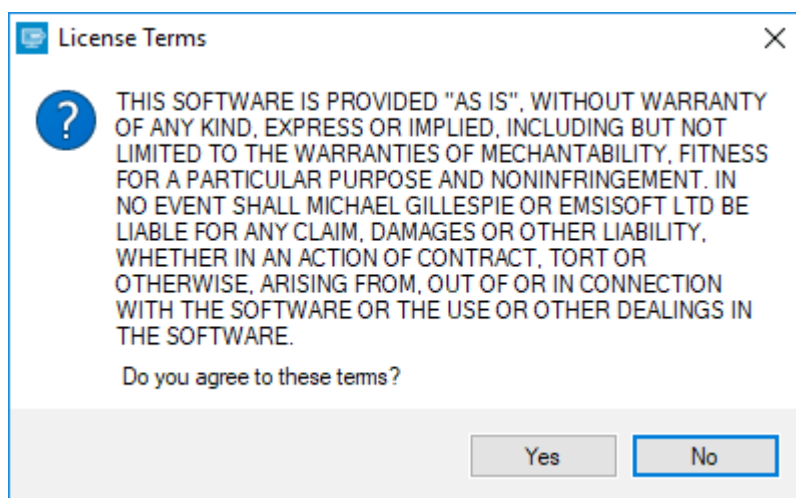 License Terms
THIS SOFTWARE IS PROVIDED "AS IS", WITHOUT WARRANTY
OF ANY KIND, EXPRESS OR IMPLIED, INCLUDING BUT NOT
LIMITED TO THE WARRANTIES OF MECHANTABILITY, FITNESS
FOR A PARTICULAR PURPOSE AND NONINFRINGEMENT. IN
NO EVENT SHALL MICHAEL GILLESPIE OR EMSISOFT LTD BE
LIABLE FOR ANY CLAIM, DAMAGES OR OTHER LIABILITY,
WHETHER IN AN ACTION OF CONTRACT, TORT OR
OTHERWISE, ARISING FROM, OUT OF OR IN CONNECTION
WITH THE SOFTWARE OR THE USE OR OTHER DEALINGS IN
THE SOFTWARE.
Do you agree to these terms?
Yes No